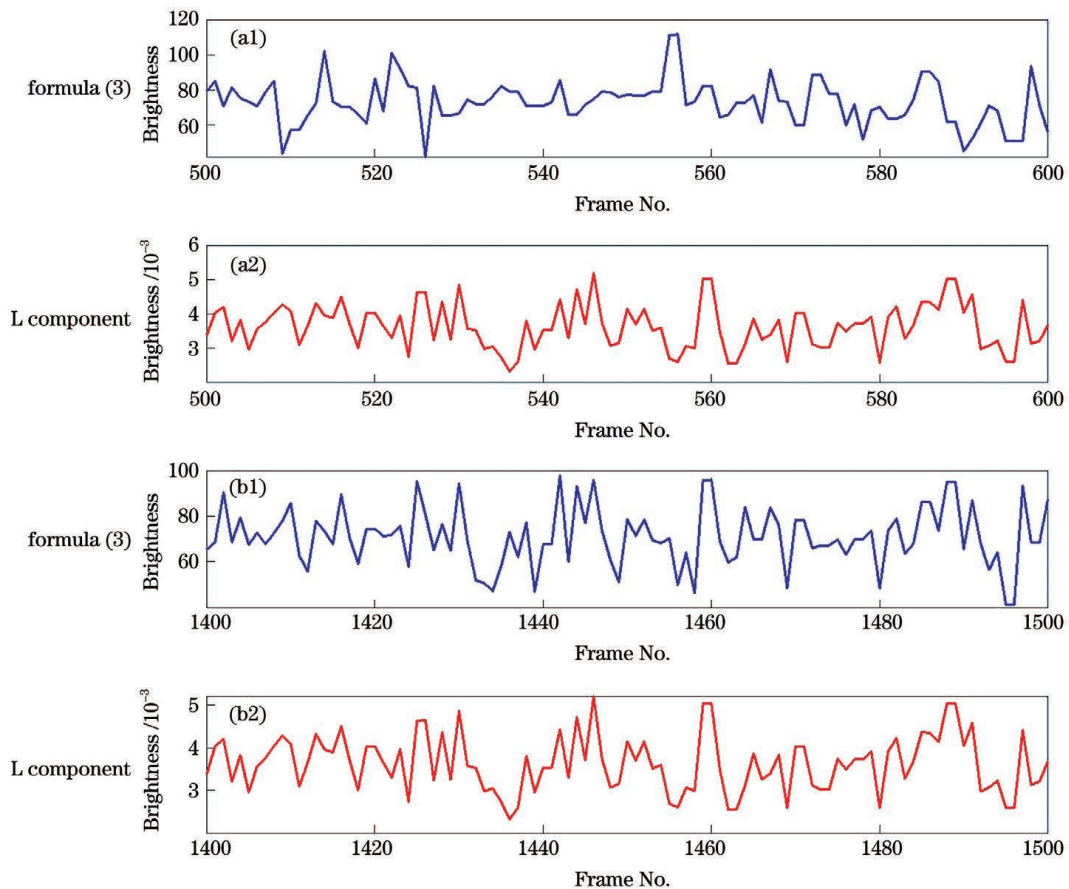 120
(a1)
100
formula (3)
Brightness
80
60
500 520 540 560 580 600
Frame No.
6
(a2)
5
L component
Brightness /10⁻³
4
3
500 520 540 560 580 600
Frame No.
100
(b1)
80
formula (3)
Brightness
60
1400 1420 1440 1460 1480 1500
Frame No.
5
(b2)
4
L component
Brightness /10⁻³
3
1400 1420 1440 1460 1480 1500
Frame No.